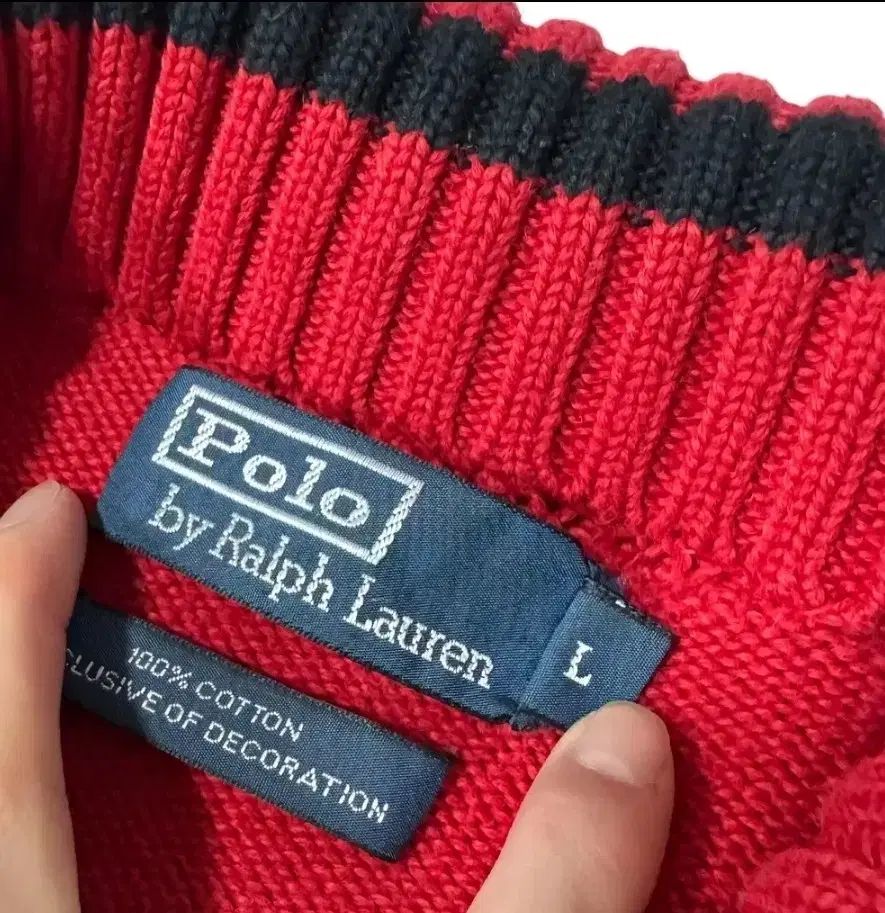 Polo
by Ralph Lauren
L
100% COTTON
CLUSIVE OF DECORATION